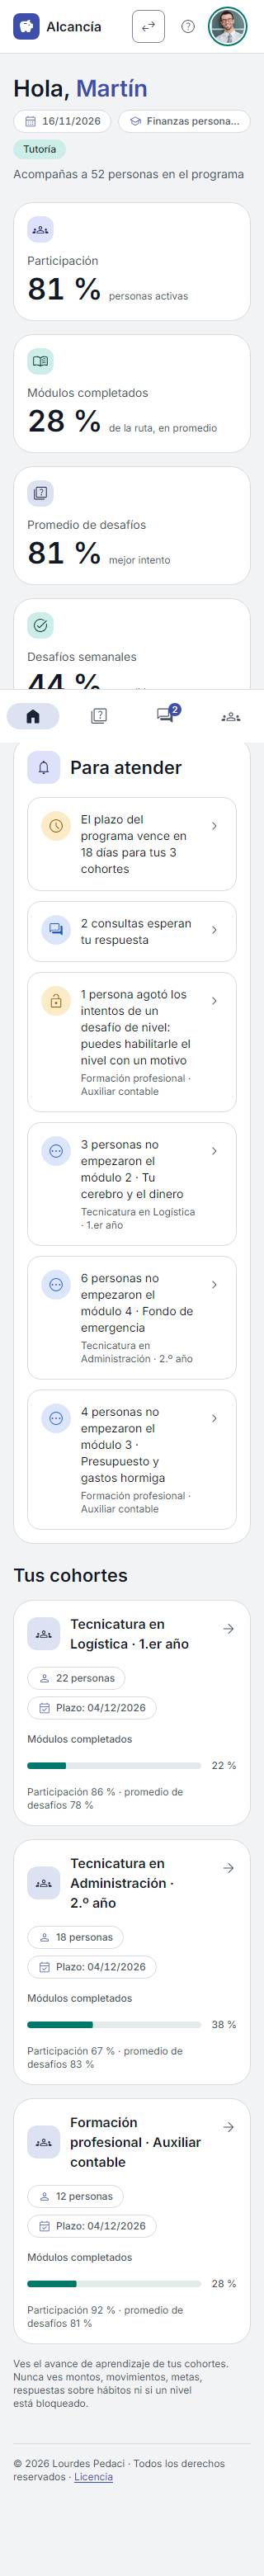 Alcancía
Hola, Martín
16/11/2026
Finanzas persona...
Tutoría
Acompañas a 52 personas en el programa
Participación
81 % personas activas
Módulos completados
28 % de la ruta, en promedio
Promedio de desafíos
81 % mejor intento
Desafíos semanales
44 %
2
Para atender
El plazo del
programa vence en
18 días para tus 3
cohortes
2 consultas esperan
tu respuesta
1 persona agotó los
intentos de un
desafío de nivel:
puedes habilitarle el
nivel con un motivo
Formación profesional ·
Auxiliar contable
3 personas no
empezaron el
módulo 2 · Tu
cerebro y el dinero
Tecnicatura en Logística
· 1.er año
6 personas no
empezaron el
módulo 4 · Fondo de
emergencia
Tecnicatura en
Administración · 2.º año
4 personas no
empezaron el
módulo 3 ·
Presupuesto y
gastos hormiga
Formación profesional ·
Auxiliar contable
Tus cohortes
Tecnicatura en
Logística · 1.er año
22 personas
Plazo: 04/12/2026
Módulos completados
22 %
Participación 86 % · promedio de
desafíos 78 %
Tecnicatura en
Administración ·
2.º año
18 personas
Plazo: 04/12/2026
Módulos completados
38 %
Participación 67 % · promedio de
desafíos 83 %
Formación
profesional · Auxiliar
contable
12 personas
Plazo: 04/12/2026
Módulos completados
28 %
Participación 92 % · promedio de
desafíos 81 %
Ves el avance de aprendizaje de tus cohortes.
Nunca ves montos, movimientos, metas,
respuestas sobre hábitos ni si un nivel
está bloqueado.
© 2026 Lourdes Pedaci · Todos los derechos
reservados · Licencia